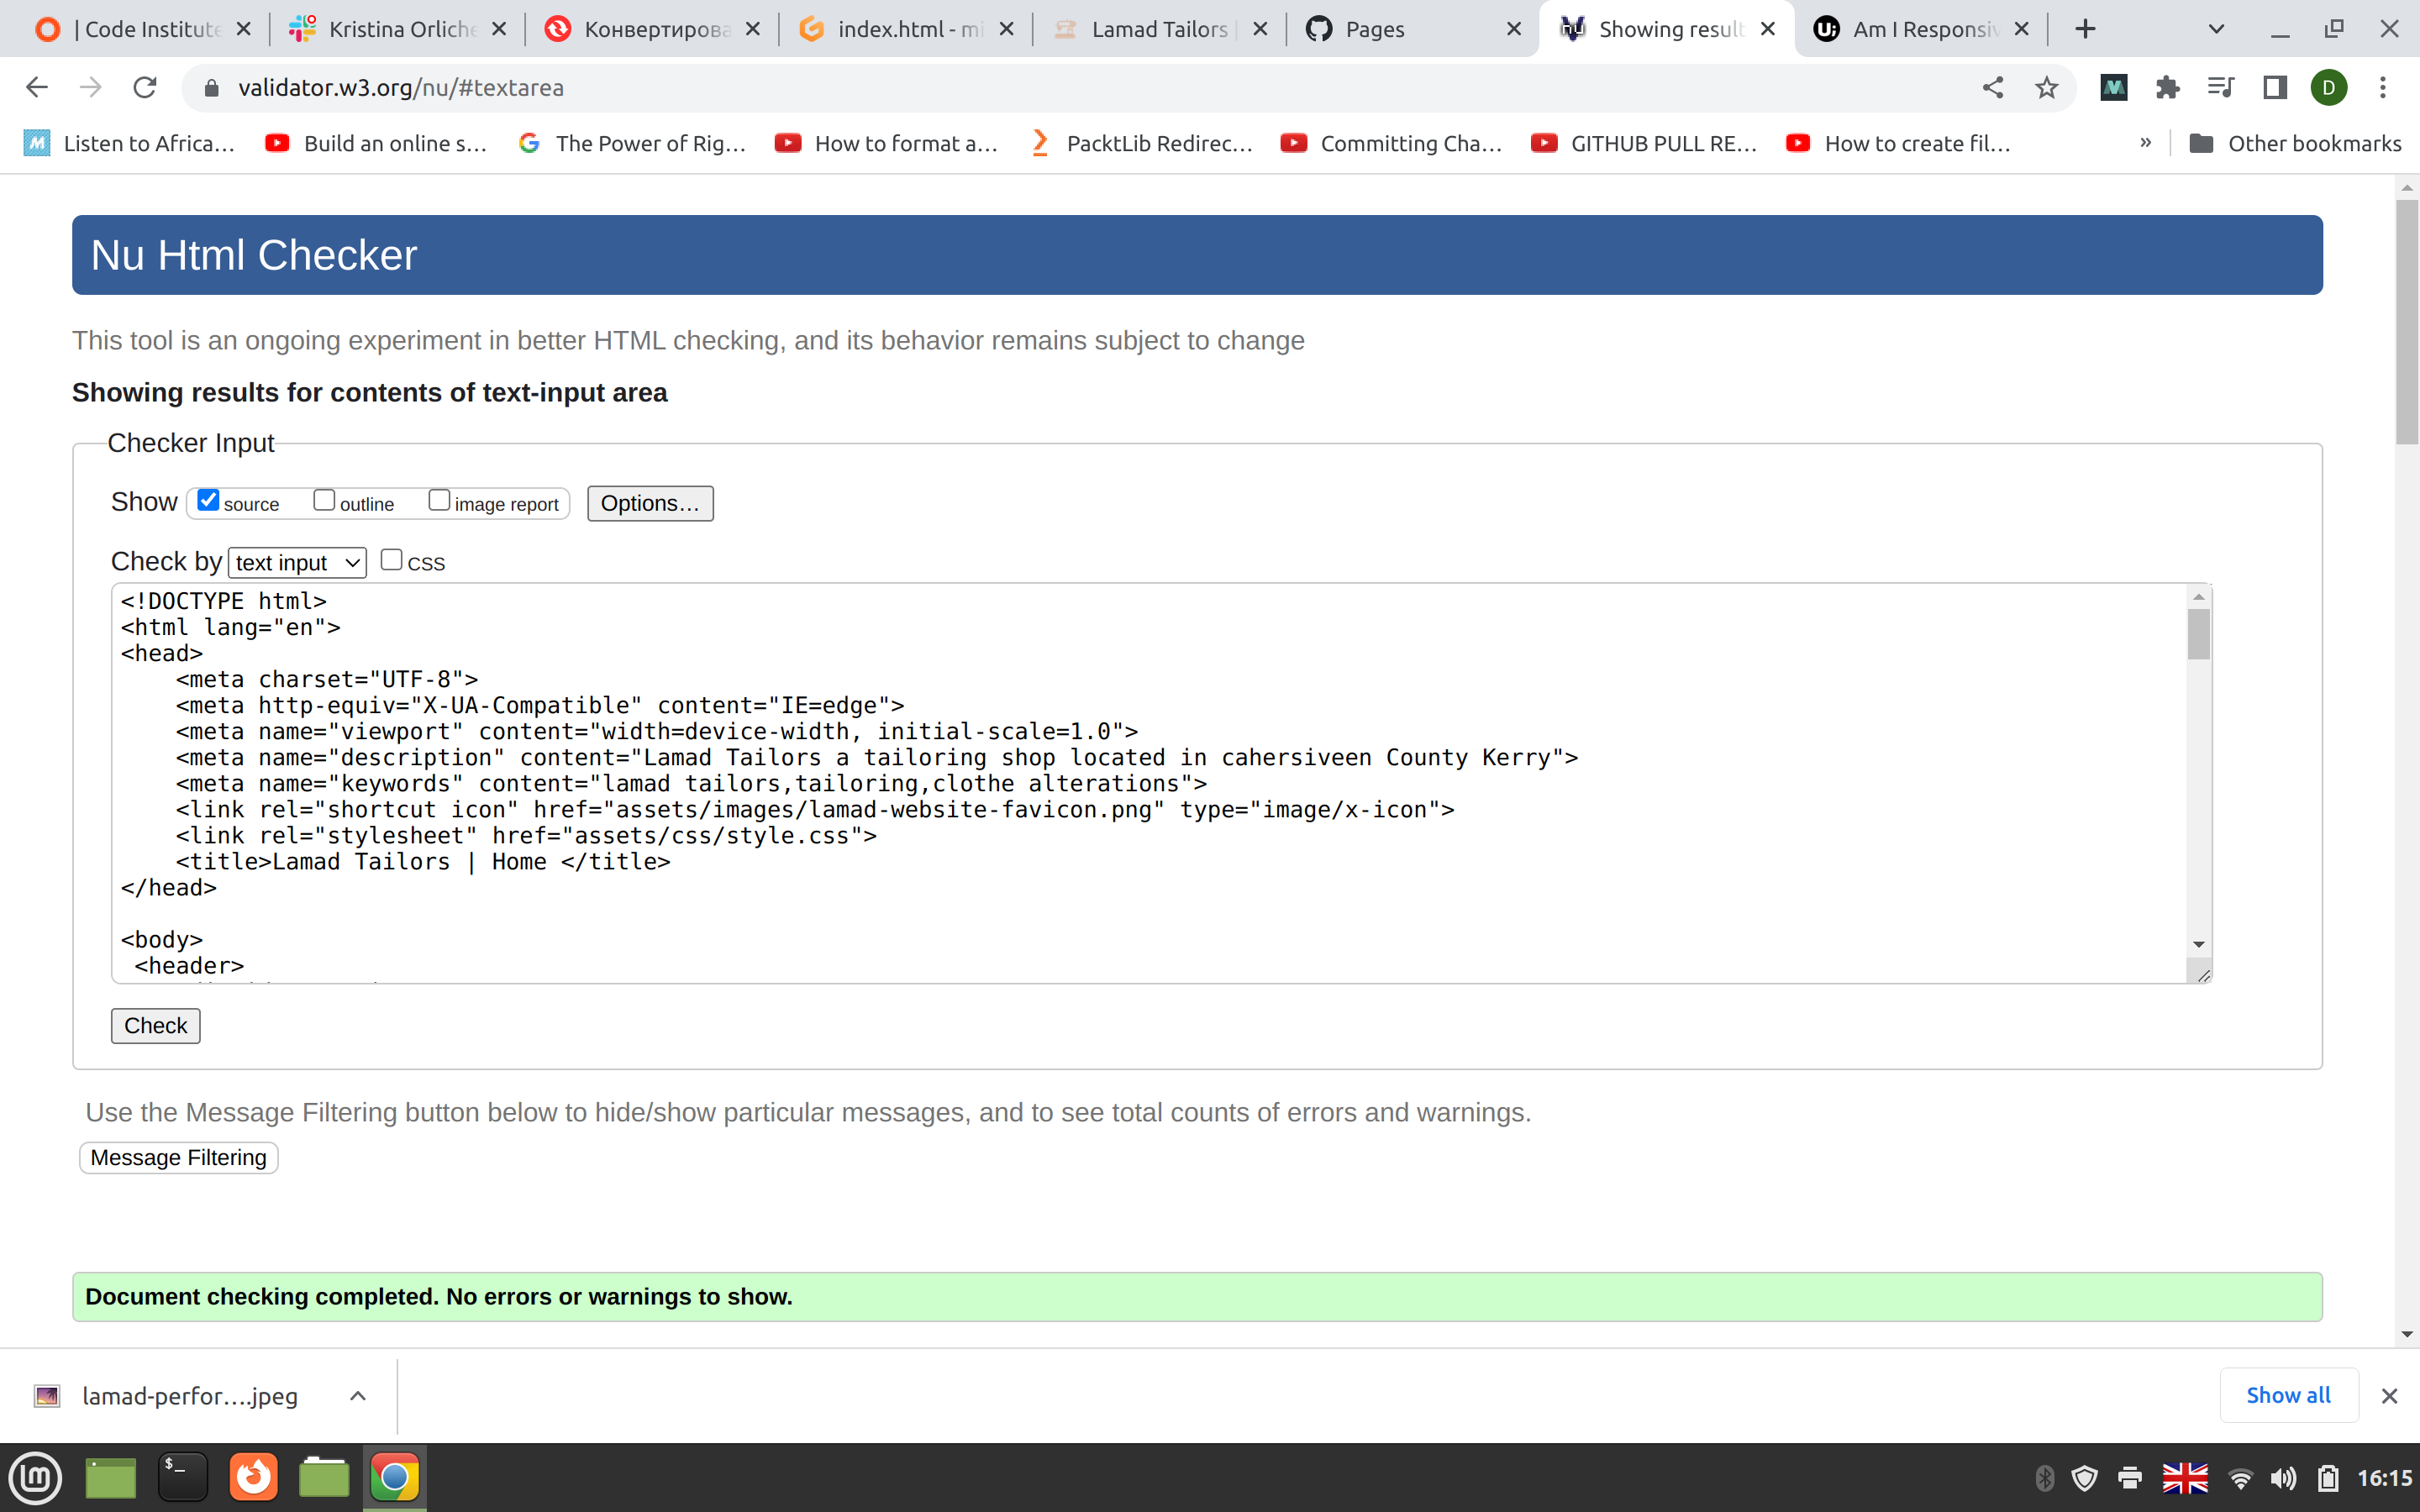 | Code Institute
Kristina Orliche
Конвертирова
index.html - mi
Lamad Tailors |
Pages
Showing result
Am I Responsiv
validator.w3.org/nu/#textarea
D
Listen to Africa...
Build an online s...
The Power of Rig...
How to format a...
PacktLib Redirec...
Committing Cha...
GITHUB PULL RE...
How to create fil...
»
Other bookmarks
Nu Html Checker
This tool is an ongoing experiment in better HTML checking, and its behavior remains subject to change
Showing results for contents of text-input area
Checker Input
Show source outline image report Options...
Check by text input CSS
<!DOCTYPE html>
<html lang="en">
<head>
<meta charset="UTF-8">
<meta http-equiv="X-UA-Compatible" content="IE=edge">
<meta name="viewport" content="width=device-width, initial-scale=1.0">
<meta name="description" content="Lamad Tailors a tailoring shop located in cahersiveen County Kerry">
<meta name="keywords" content="lamad tailors,tailoring,clothe alterations">
<link rel="shortcut icon" href="assets/images/lamad-website-favicon.png" type="image/x-icon">
<link rel="stylesheet" href="assets/css/style.css">
<title>Lamad Tailors | Home </title>
</head>
<body>
<header>
Check
Use the Message Filtering button below to hide/show particular messages, and to see total counts of errors and warnings.
Message Filtering
Document checking completed. No errors or warnings to show.
lamad-perfor....jpeg
Show all
$_
16:15